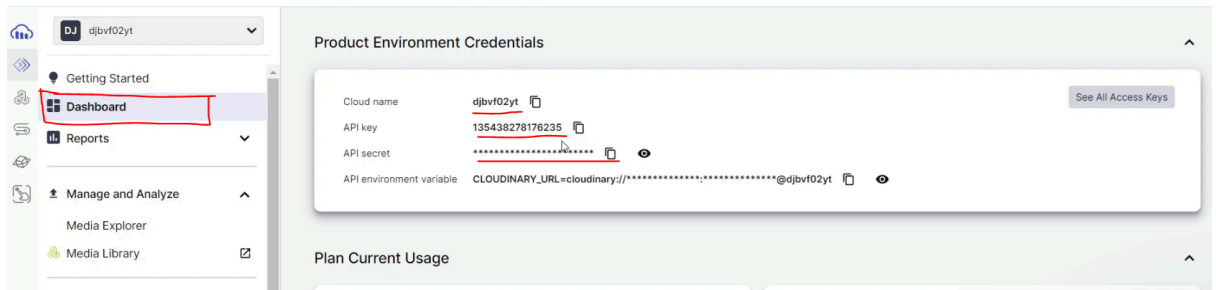 DJ djbvf02yt
Getting Started
Dashboard
Reports
Manage and Analyze
Media Explorer
Media Library
Product Environment Credentials
See All Access Keys
Cloud name djbvf02yt
API key 135438278176235
API secret ************************
API environment variable CLOUDINARY_URL=cloudinary://***************:***************@djbvf02yt
Plan Current Usage